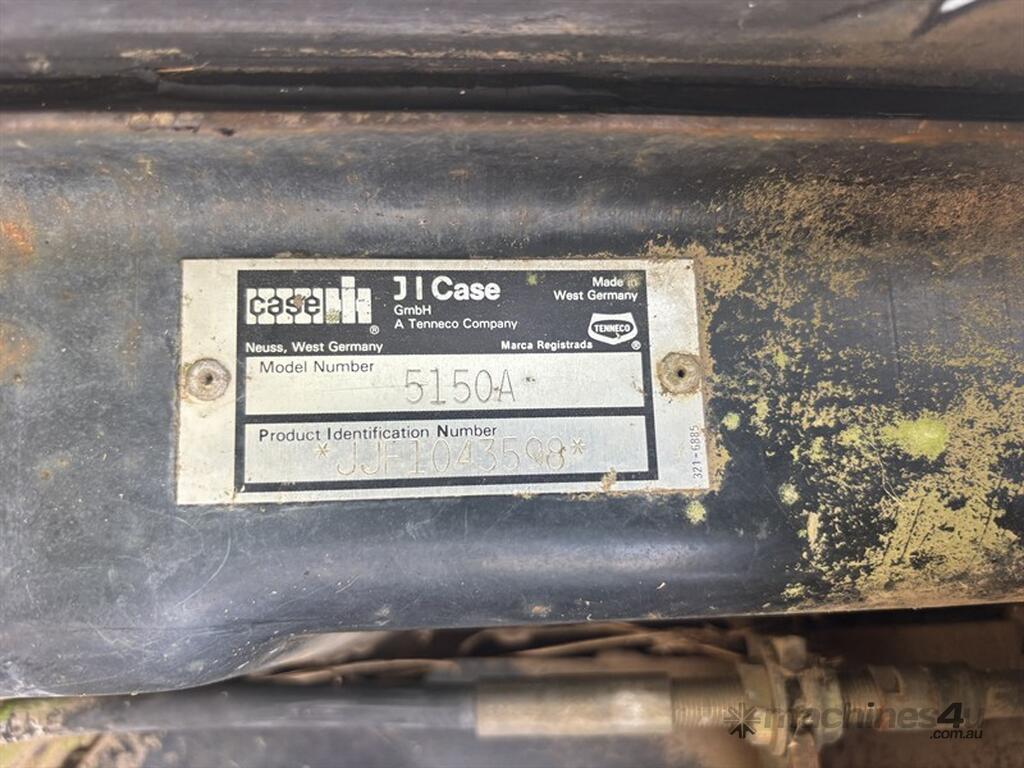 case IH ®
J I Case
GmbH
A Tenneco Company
Made in
West Germany
TENNECO
®
Neuss, West Germany
Marca Registrada
Model Number
5150A
Product Identification Number
*JJF1043598*
321-6885
machines4u
.com.au